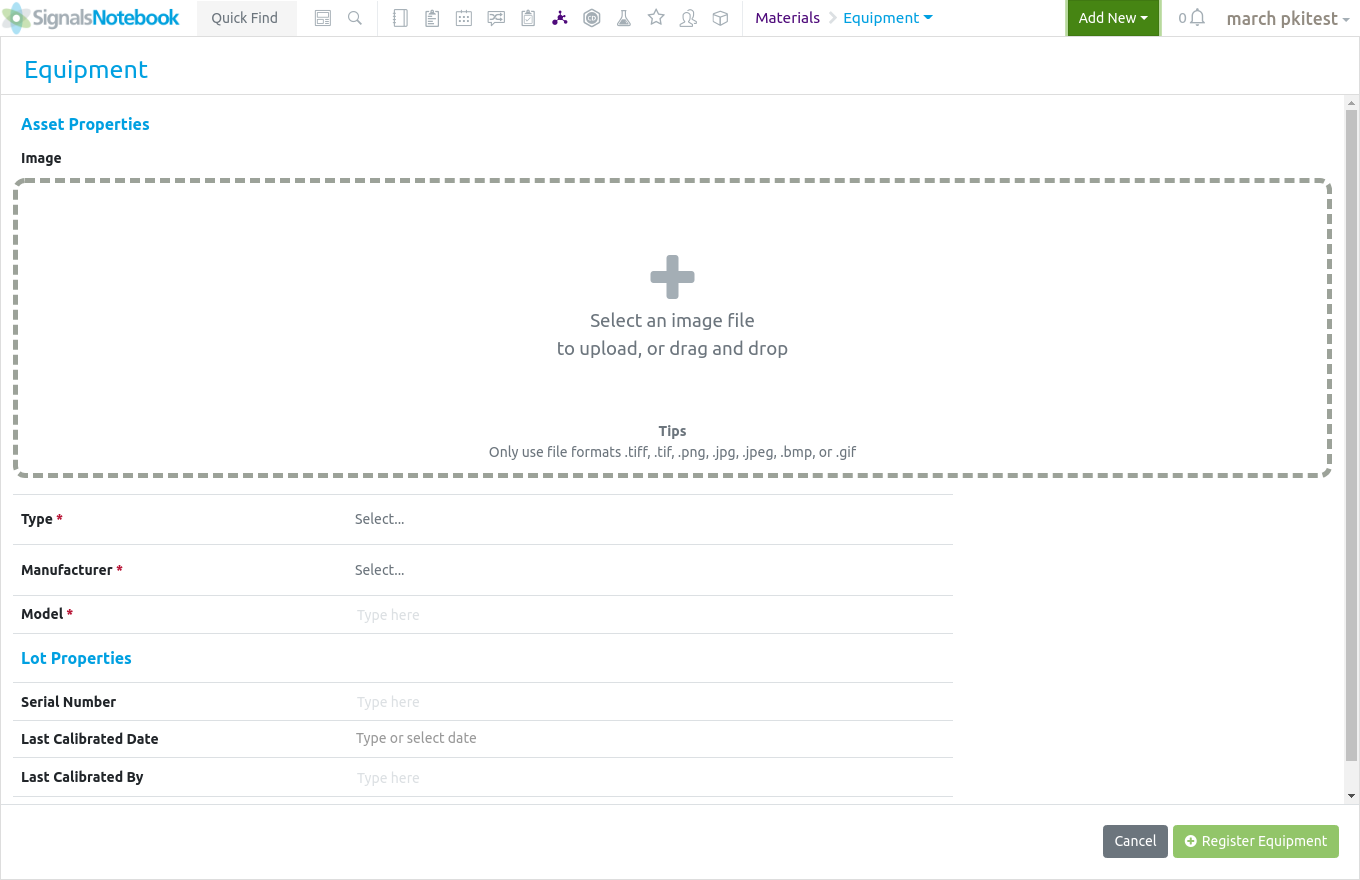 SignalsNotebook Quick Find Materials Equipment Add New 0 march pkitest
Equipment
Asset Properties
Image
Select an image file
to upload, or drag and drop
Tips
Only use file formats .tiff, .tif, .png, .jpg, .jpeg, .bmp, or .gif
Type * Select...
Manufacturer * Select...
Model * Type here
Lot Properties
Serial Number Type here
Last Calibrated Date Type or select date
Last Calibrated By Type here
Cancel Register Equipment